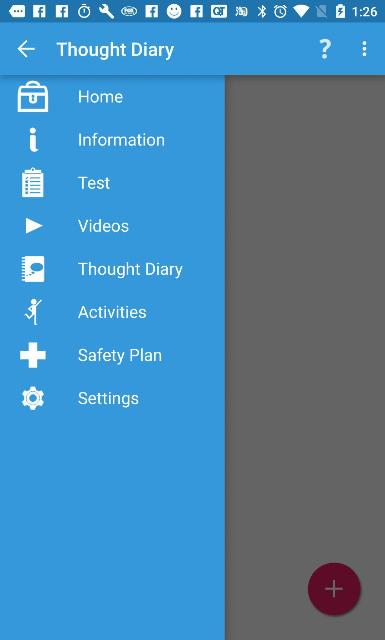 1:26
Thought Diary
?
Home
Information
Test
Videos
Thought Diary
Activities
Safety Plan
Settings